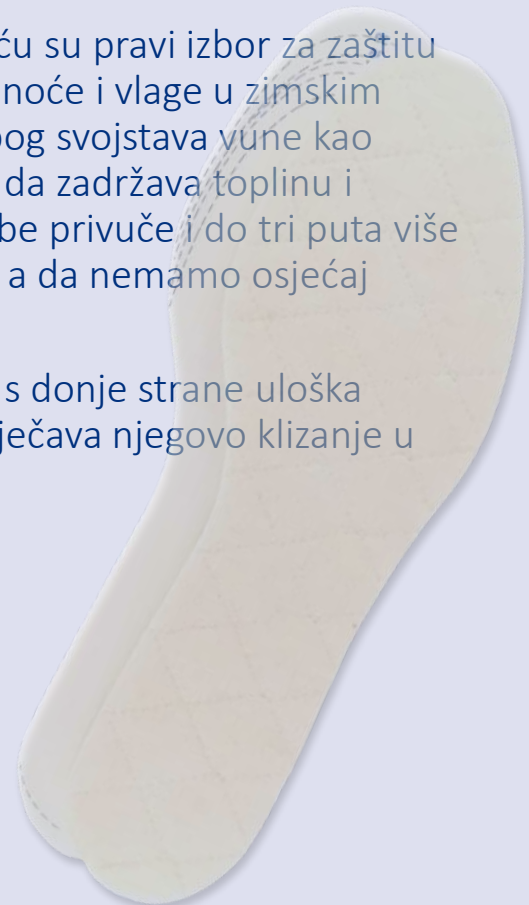 ću su pravi izbor za zaštitu
noće i vlage u zimskim
og svojstava vune kao
da zadržava toplinu i
be privuče i do tri puta više
a da nemamo osjećaj
s donje strane uloška
ječava njegovo klizanje u